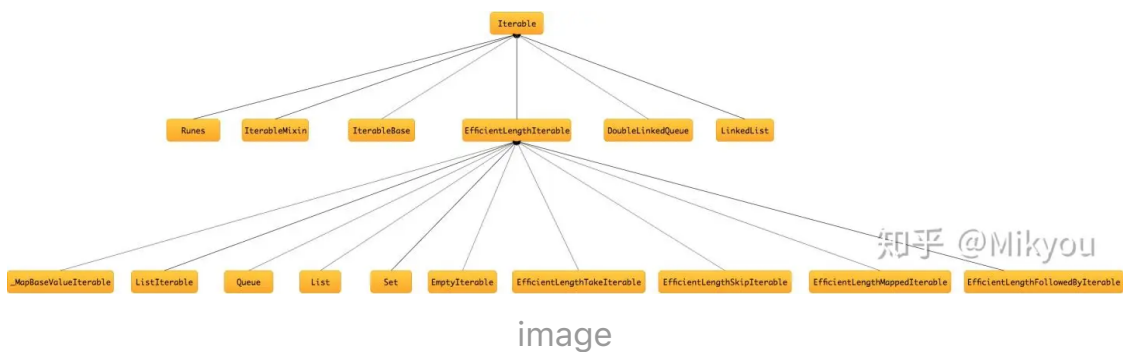 Iterable
Runes IterableMixin IterableBase EfficientLengthIterable DoubleLinkedQueue LinkedList
知乎 @Mikyou
_MapBaseValueIterable ListIterable Queue List Set EmptyIterable EfficientLengthTakeIterable EfficientLengthSkipIterable EfficientLengthMappedIterable EfficientLengthFollowedByIterable
image